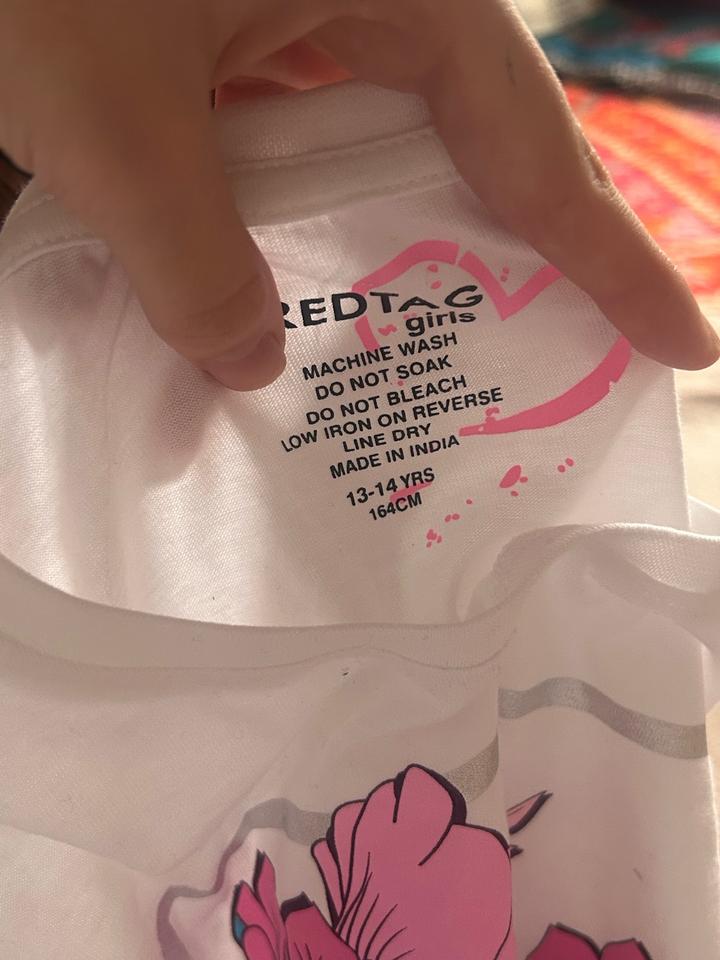 REDTAG
girls
MACHINE WASH
DO NOT SOAK
DO NOT BLEACH
LOW IRON ON REVERSE
LINE DRY
MADE IN INDIA
13-14 YRS
164CM